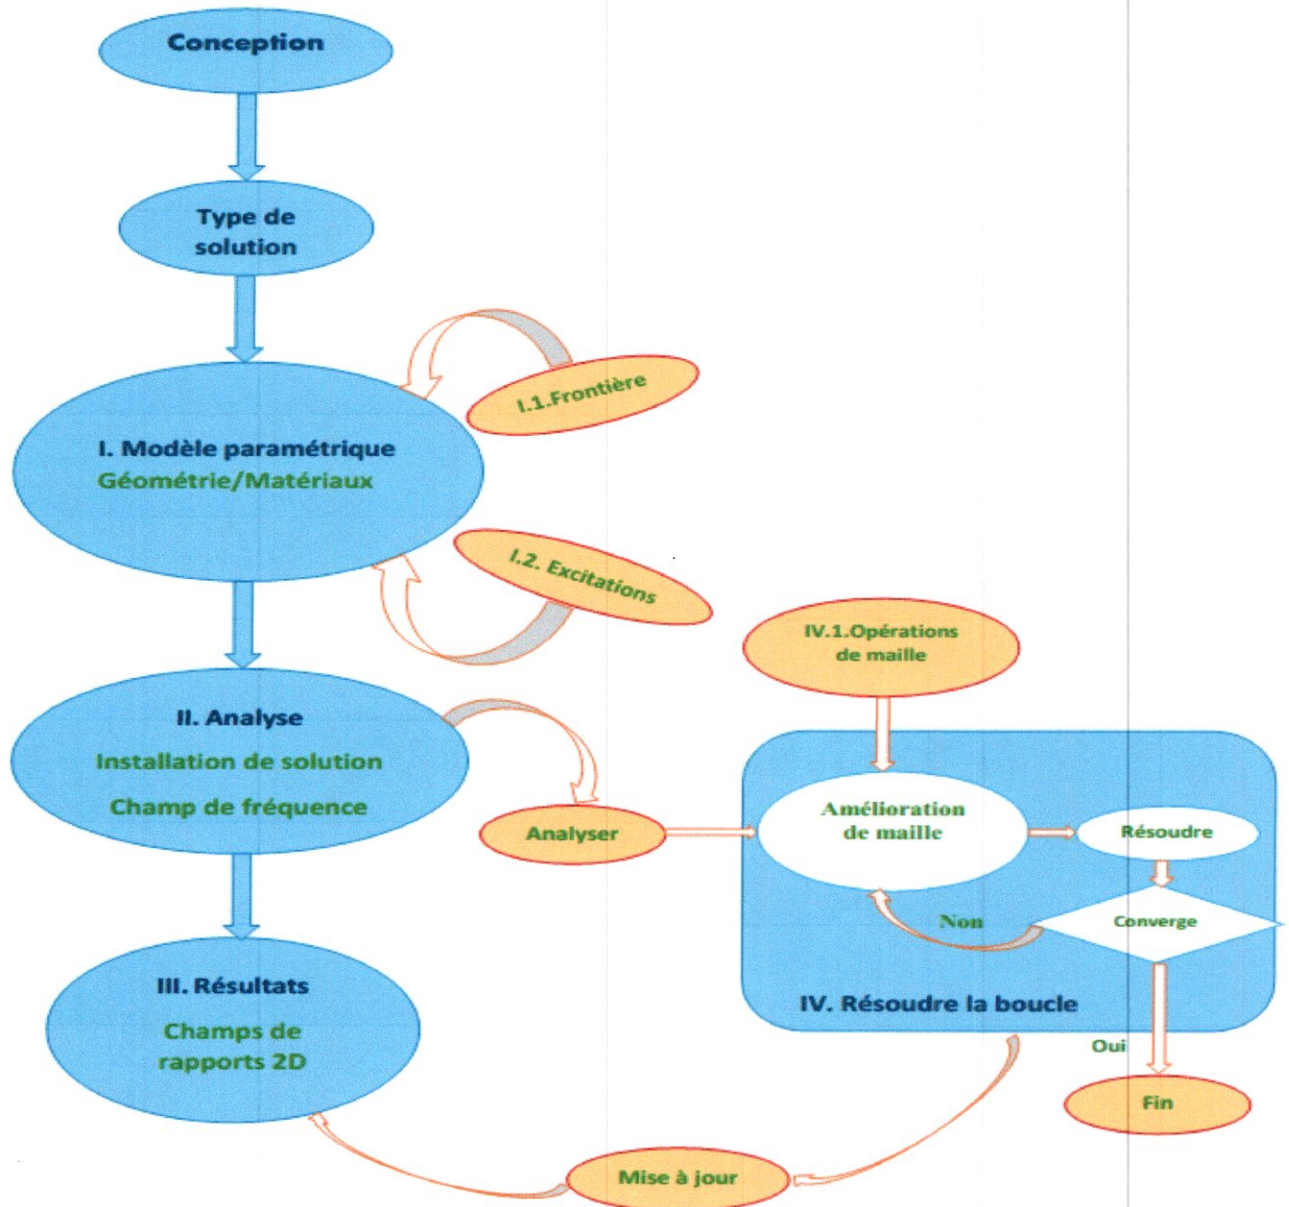 Conception
Type de
solution
I.1.Frontière
I. Modèle paramétrique
Géométrie/Matériaux
I.2. Excitations
IV.1.Opérations
de maille
II. Analyse
Installation de solution
Champ de fréquence
Analyser
Amélioration
de maille
Résoudre
Non
Converge
IV. Résoudre la boucle
III. Résultats
Champs de
rapports 2D
Oui
Fin
Mise à jour